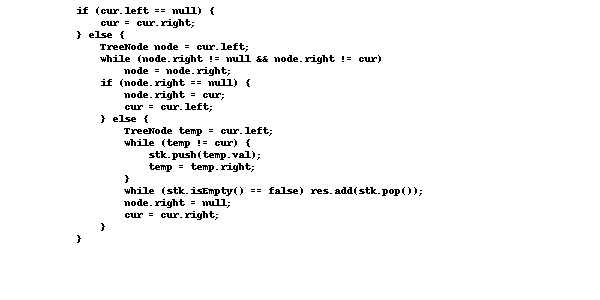 if (cur.left == null) {
cur = cur.right;
} else {
TreeNode node = cur.left;
while (node.right != null && node.right != cur)
node = node.right;
if (node.right == null) {
node.right = cur;
cur = cur.left;
} else {
TreeNode temp = cur.left;
while (temp != cur) {
stk.push(temp.val);
temp = temp.right;
}
while (stk.isEmpty() == false) res.add(stk.pop());
node.right = null;
cur = cur.right;
}
}